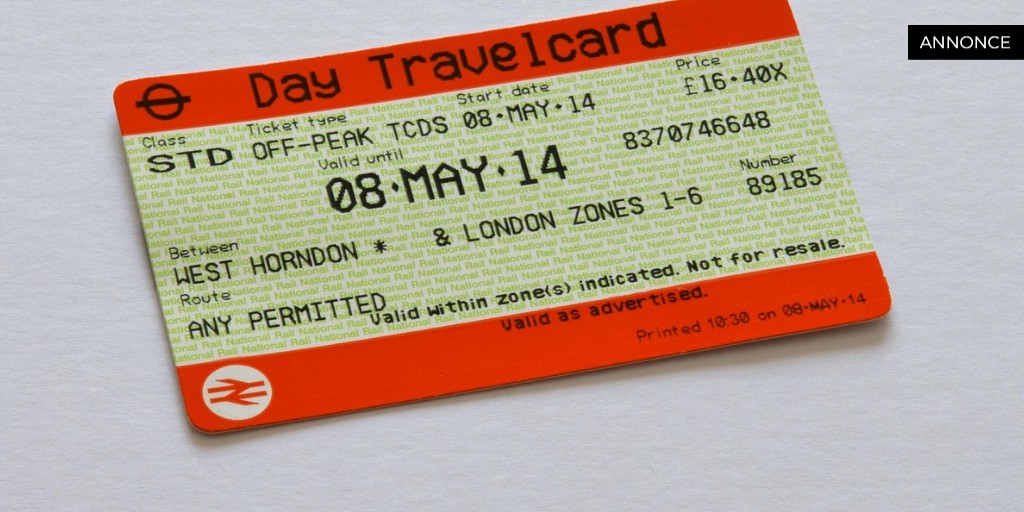 ANNONCE
Day Travelcard
Class Ticket type Start date Price
STD OFF-PEAK TCDS 08·MAY·14 £16·40X
Valid until
08·MAY·14 8370746648
Between Number
WEST HORNDON * & LONDON ZONES 1-6 89185
Route
ANY PERMITTED
Valid within zone(s) indicated. Not for resale.
Valid as advertised.
Printed 10:30 on 08·MAY·14